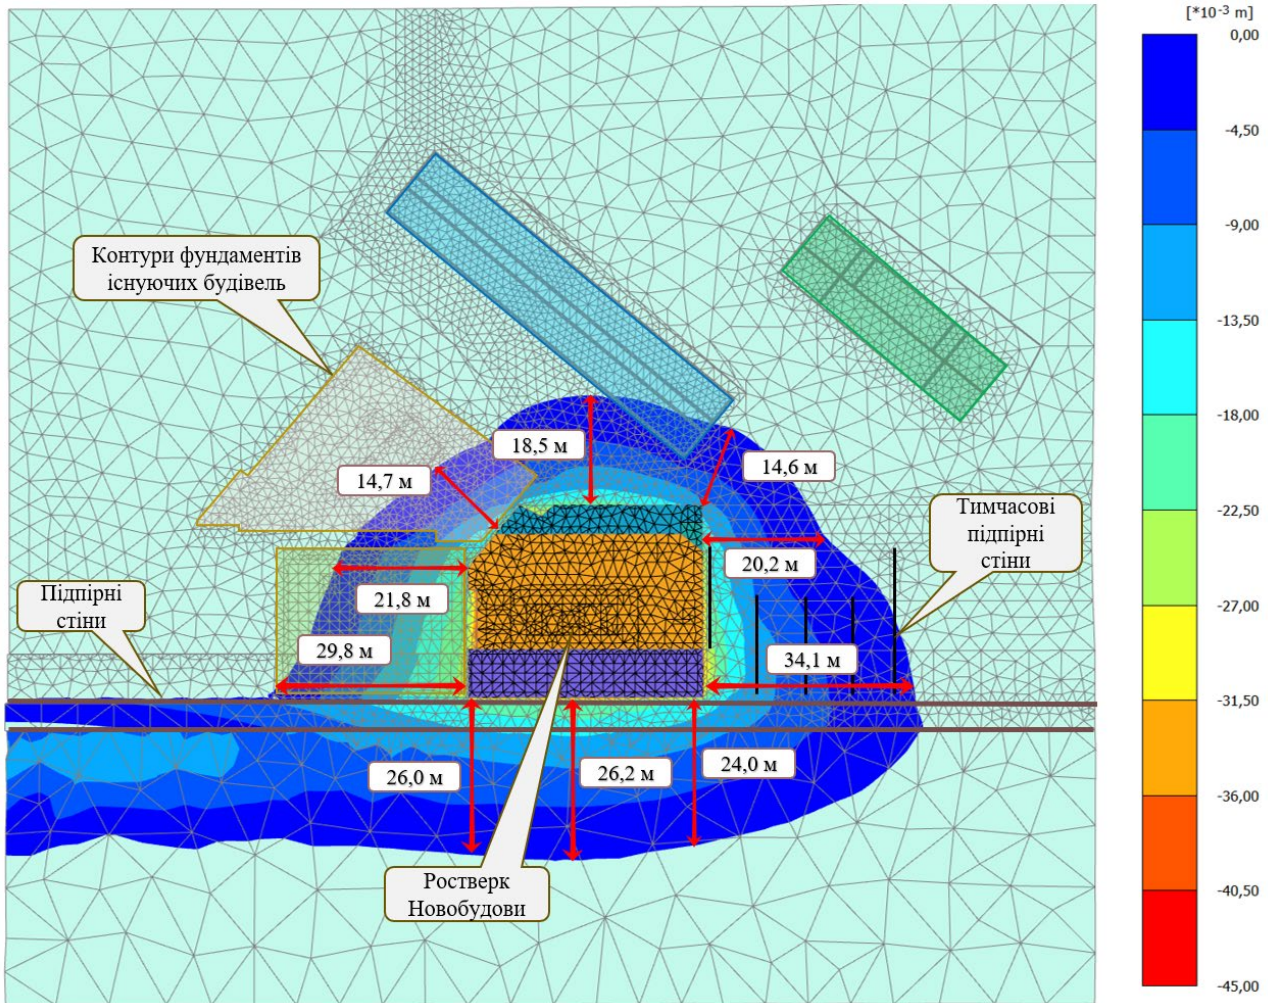 [*10⁻³ m]
0,00
-4,50
-9,00
-13,50
-18,00
-22,50
-27,00
-31,50
-36,00
-40,50
-45,00
Контури фундаментів
існуючих будівель
18,5 м
14,7 м
14,6 м
Тимчасові
підпірні
стіни
20,2 м
Підпірні
стіни
21,8 м
29,8 м
34,1 м
26,0 м
26,2 м
24,0 м
Ростверк
Новобудови